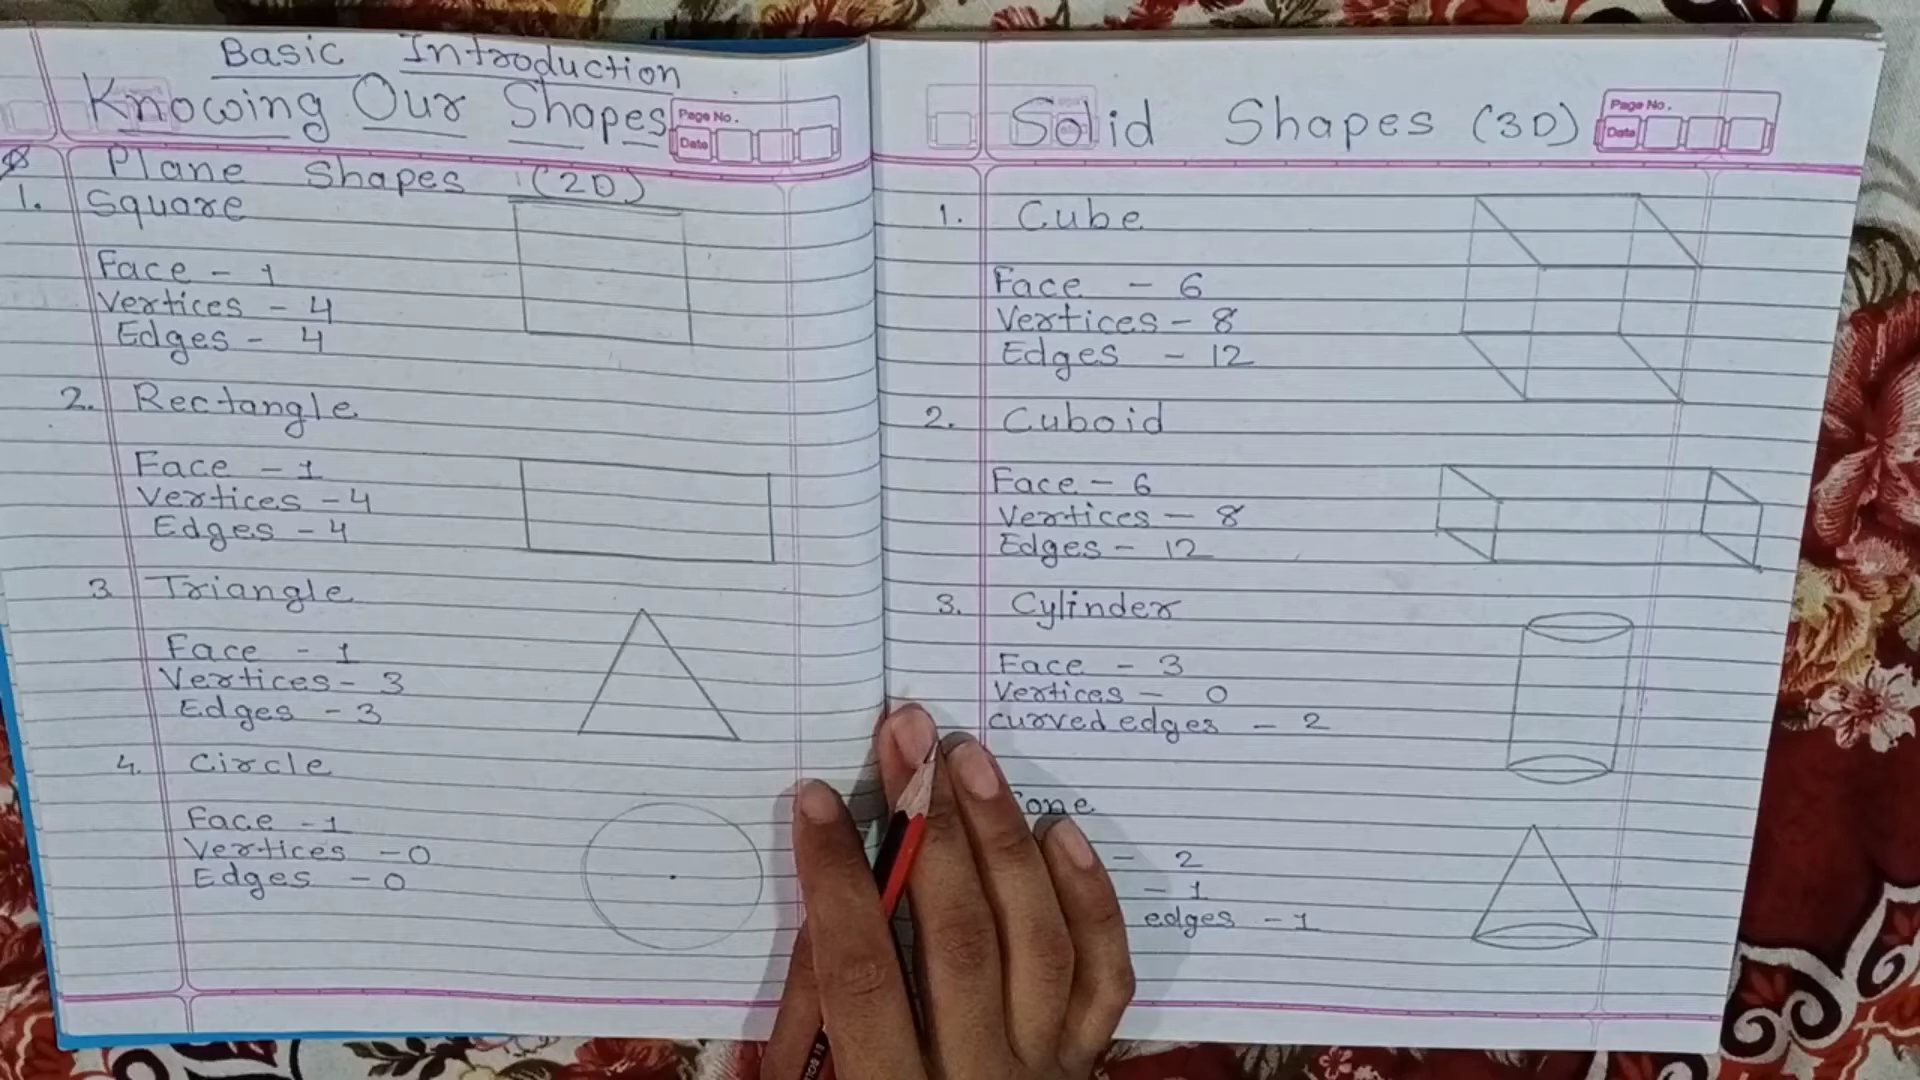 Basic Introduction
Knowing Our Shapes
Page No.
Date
Plane Shapes (2D)
1. Square
Face - 1
Vertices - 4
Edges - 4
2. Rectangle
Face - 1
Vertices - 4
Edges - 4
3 Triangle
Face - 1
Vertices - 3
Edges - 3
4. Circle
Face - 1
Vertices - 0
Edges - 0
Solid Shapes (3D)
Page No.
Date
1. Cube
Face - 6
Vertices - 8
Edges - 12
2. Cuboid
Face - 6
Vertices - 8
Edges - 12
3. Cylinder
Face - 3
Vertices - 0
curved edges - 2
Cone
- 2
- 1
edges - 1